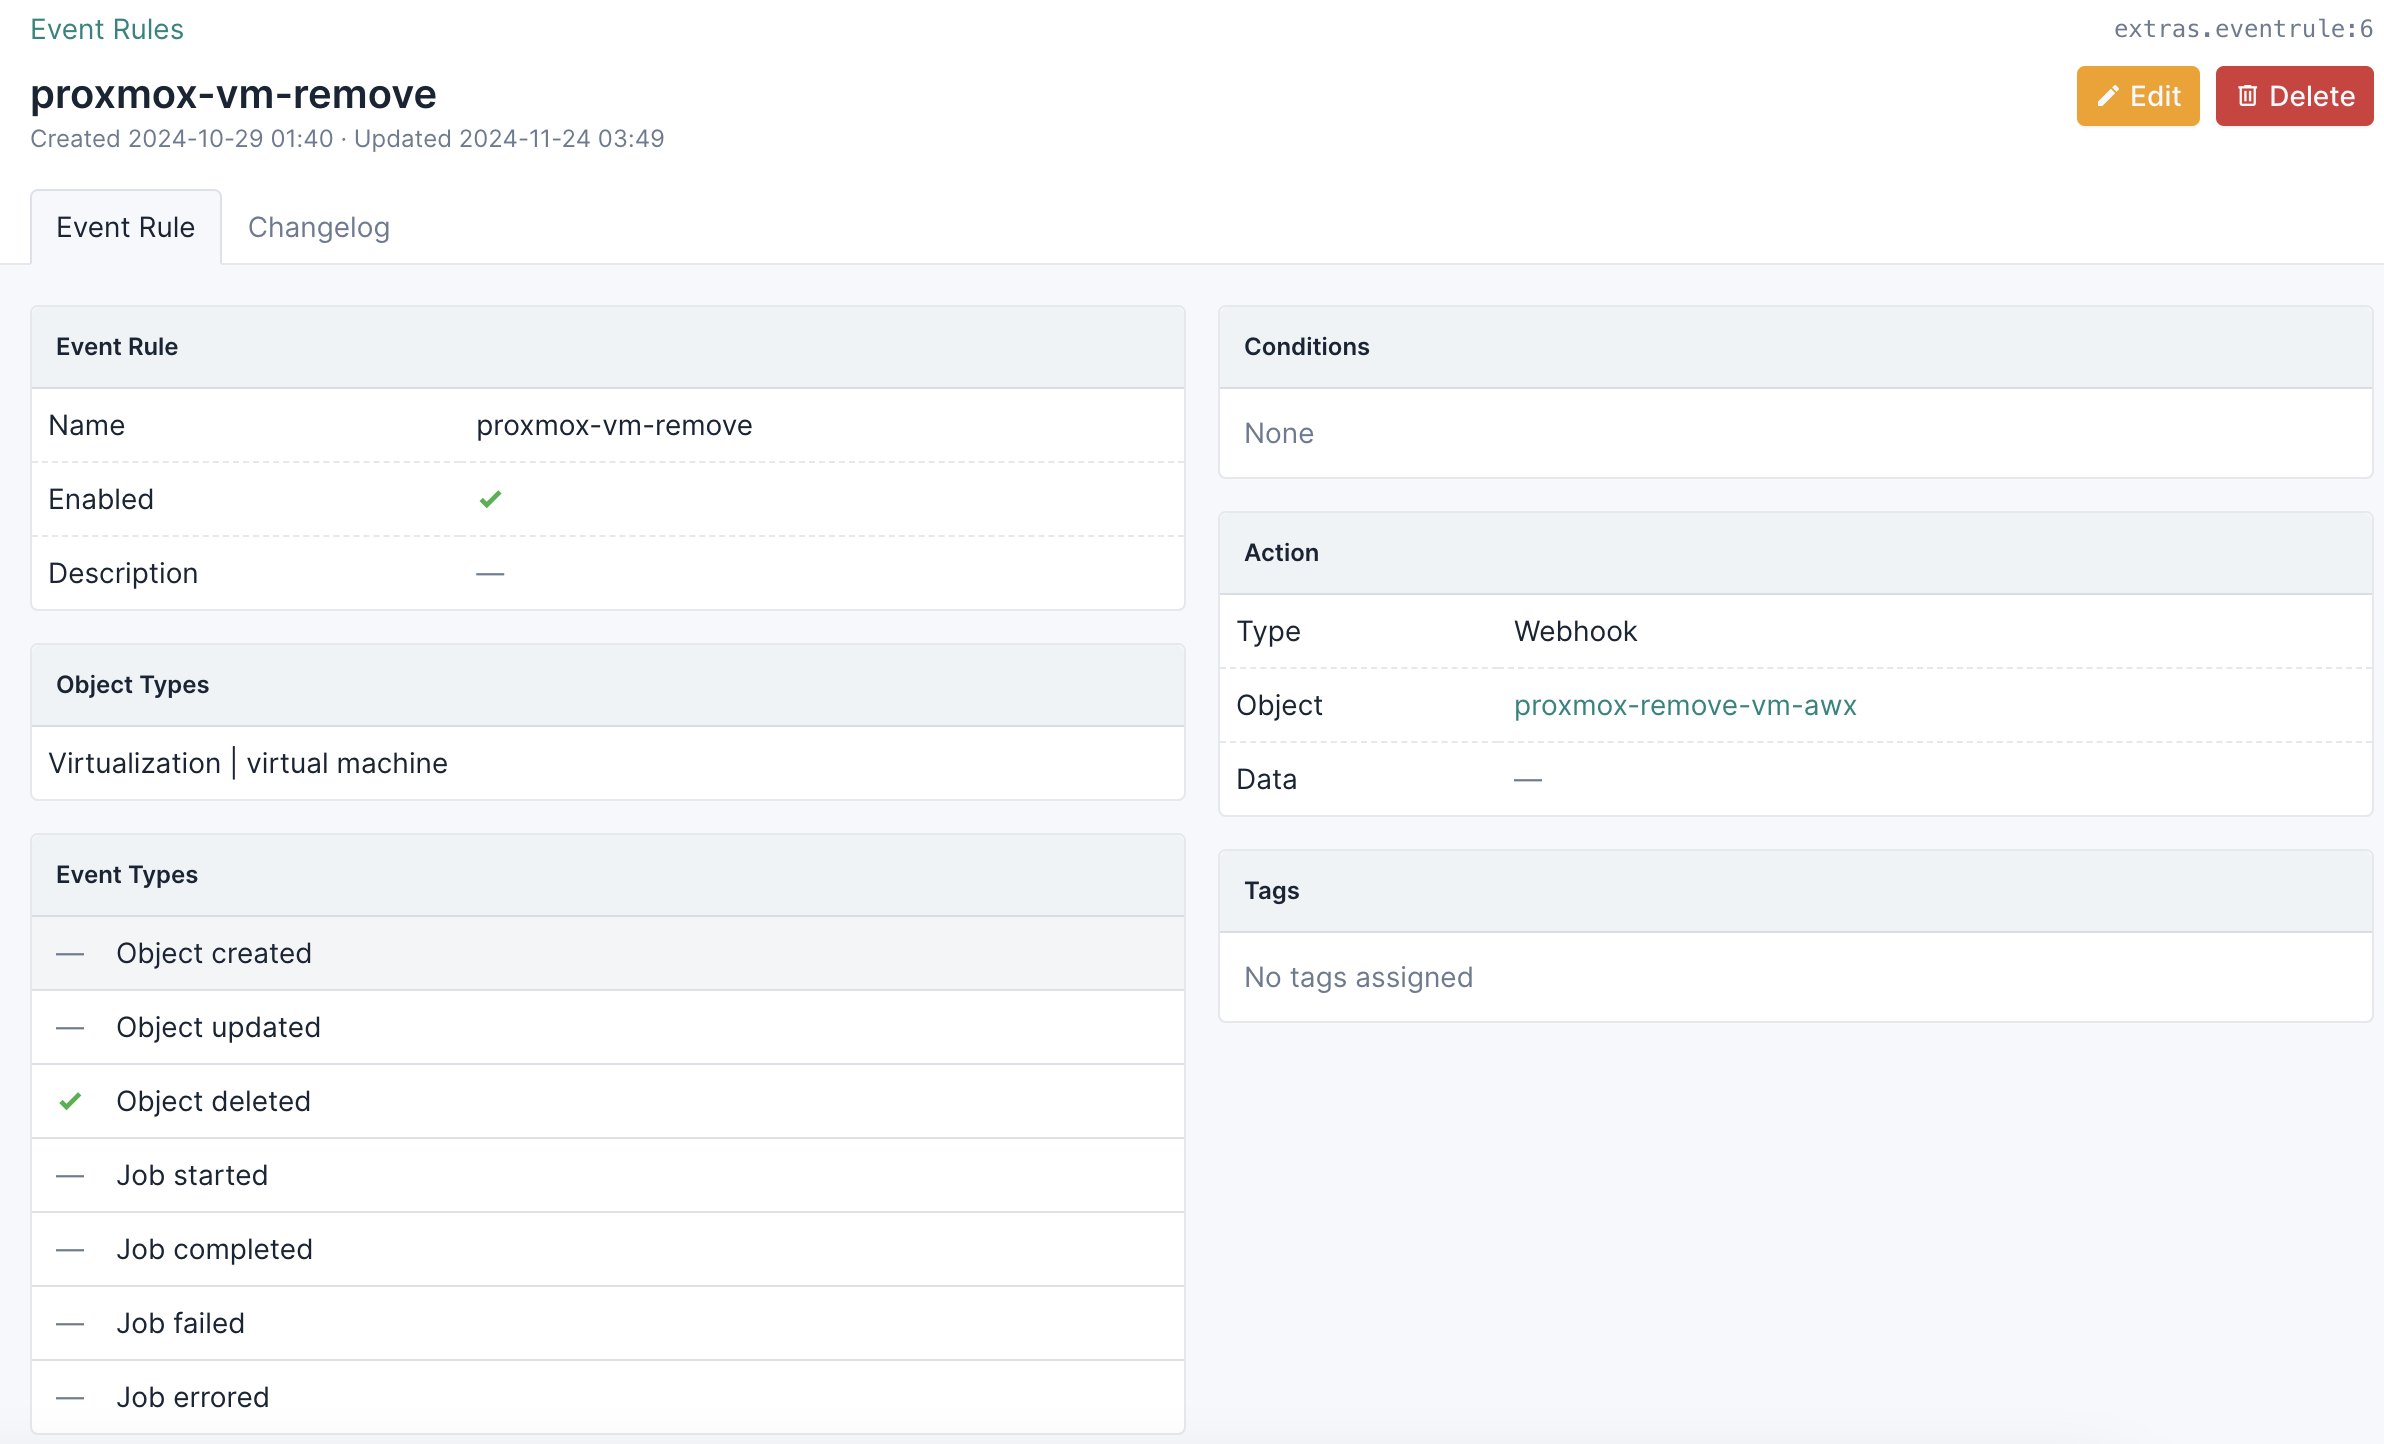 Event Rules
extras.eventrule:6
proxmox-vm-remove
Edit
Delete
Created 2024-10-29 01:40 · Updated 2024-11-24 03:49
Event Rule
Changelog
Event Rule
Name proxmox-vm-remove
Enabled
Description —
Object Types
Virtualization | virtual machine
Event Types
— Object created
— Object updated
Object deleted
— Job started
— Job completed
— Job failed
— Job errored
Conditions
None
Action
Type Webhook
Object proxmox-remove-vm-awx
Data —
Tags
No tags assigned